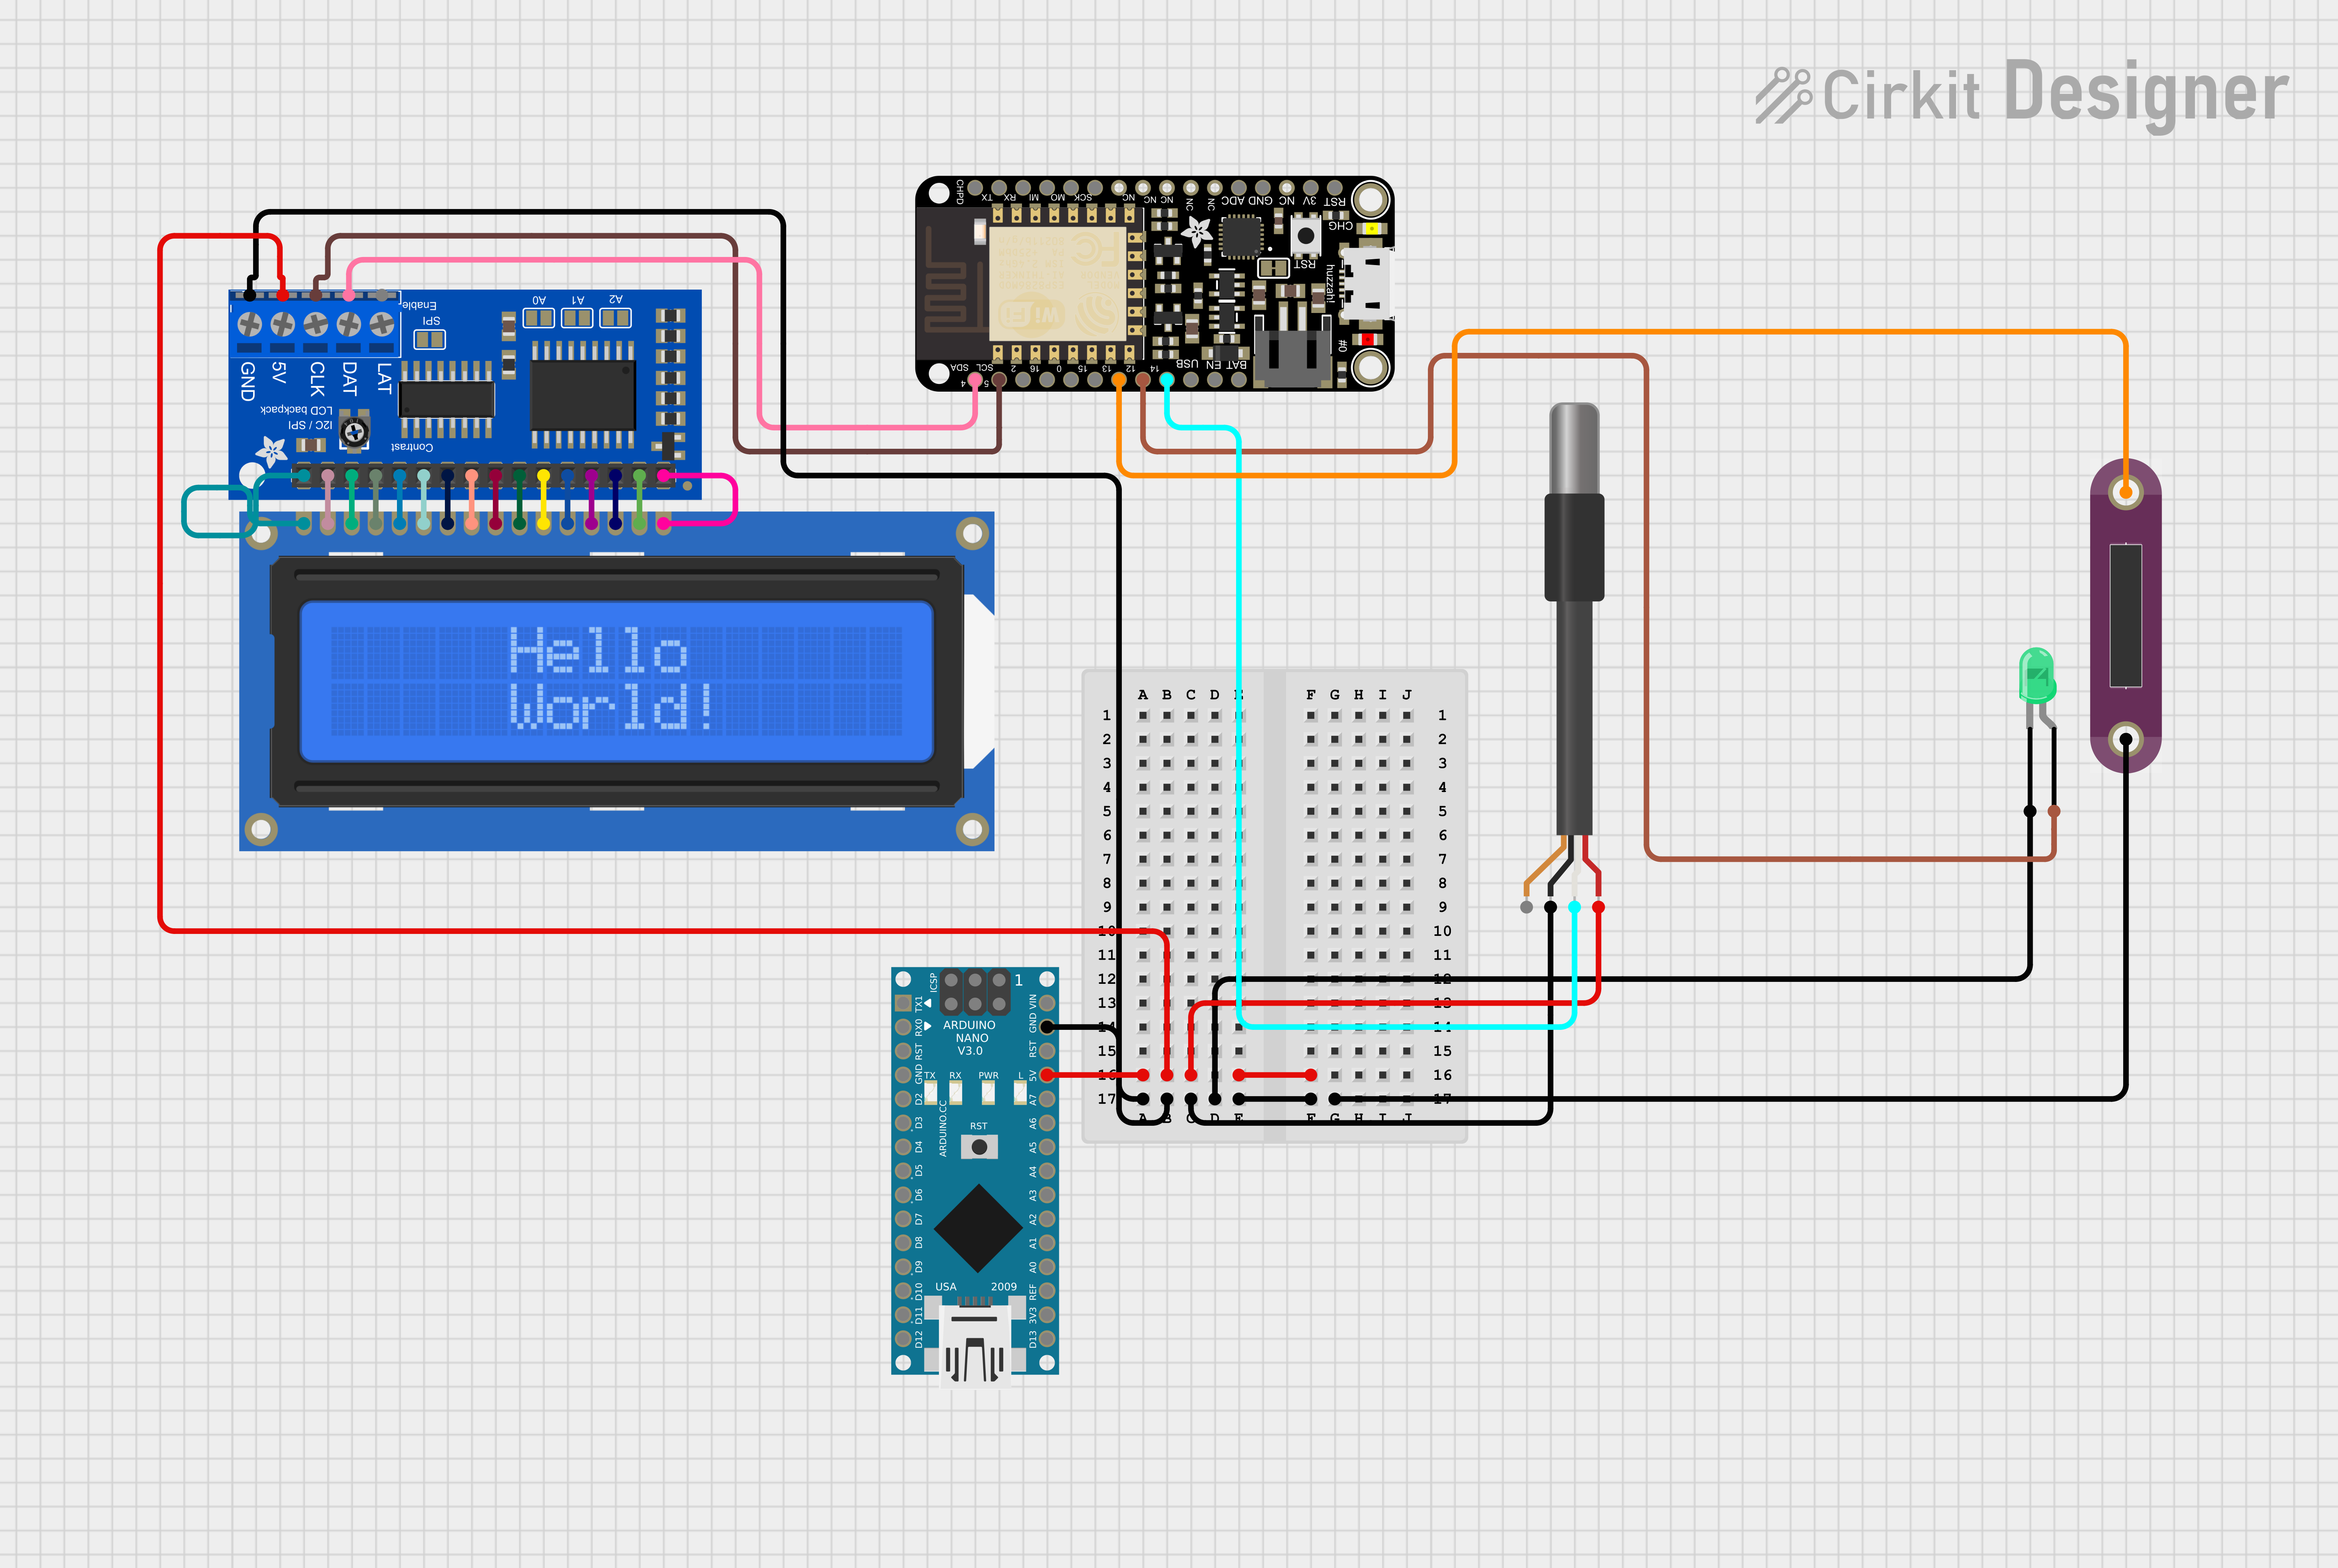 Cirkit Designer
CHPD
TX RX MI MO SCK NC NC NC NC NC ADC GND NC 3V RST
CHG
RST
huzzah!
#0
SDA SCL 2 16 0 15 13 12 14 USB EN BAT
4 5
Wi Fi
Enable
SPI
A0 A1 A2
GND 5V CLK DAT LAT
LCD backpack
I2C / SPI
Contrast
Hello
World!
A B C D E F G H I J
1 1
2 2
3 3
4 4
5 5
6 6
7 7
8 8
9 9
10 10
11 11
12 12
13 13
14 14
15 15
16 16
17 17
A B C D E F G H I J
ICSP
1
ARDUINO
NANO
V3.0
TX RX PWR L
ARDUINO.CC
RST
USA 2009
TX1
RX0
RST
GND
D2
D3
D4
D5
D6
D7
D8
D9
D10
D11
D12
VIN
GND
RST
5V
A7
A6
A5
A4
A3
A2
A1
A0
REF
3V3
D13